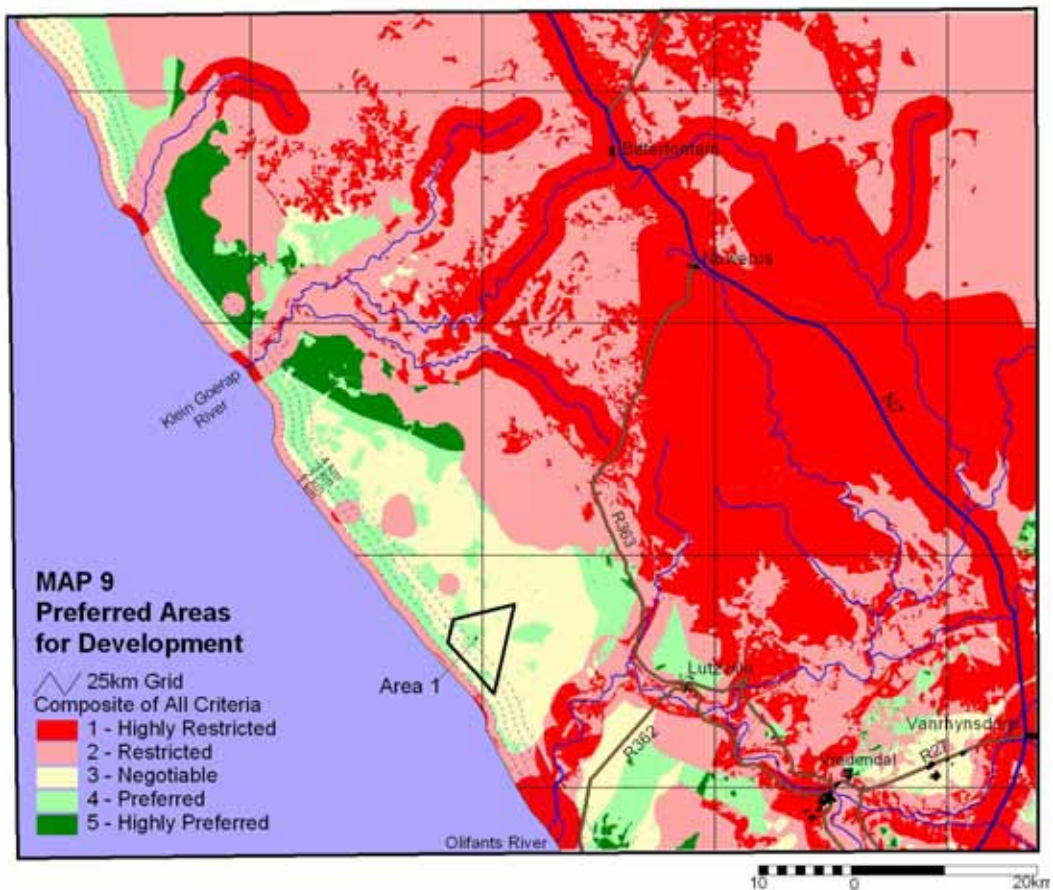 Bitterfontein
Nuwerus
N7
Klein Goerap
River
4 km
R363
MAP 9
Preferred Areas
for Development
25km Grid
Composite of All Criteria
1 - Highly Restricted
2 - Restricted
3 - Negotiable
4 - Preferred
5 - Highly Preferred
Area 1
Lutzville
R362
Vanrhynsdorp
R27
Vredendal
Olifants River
10
0
20km